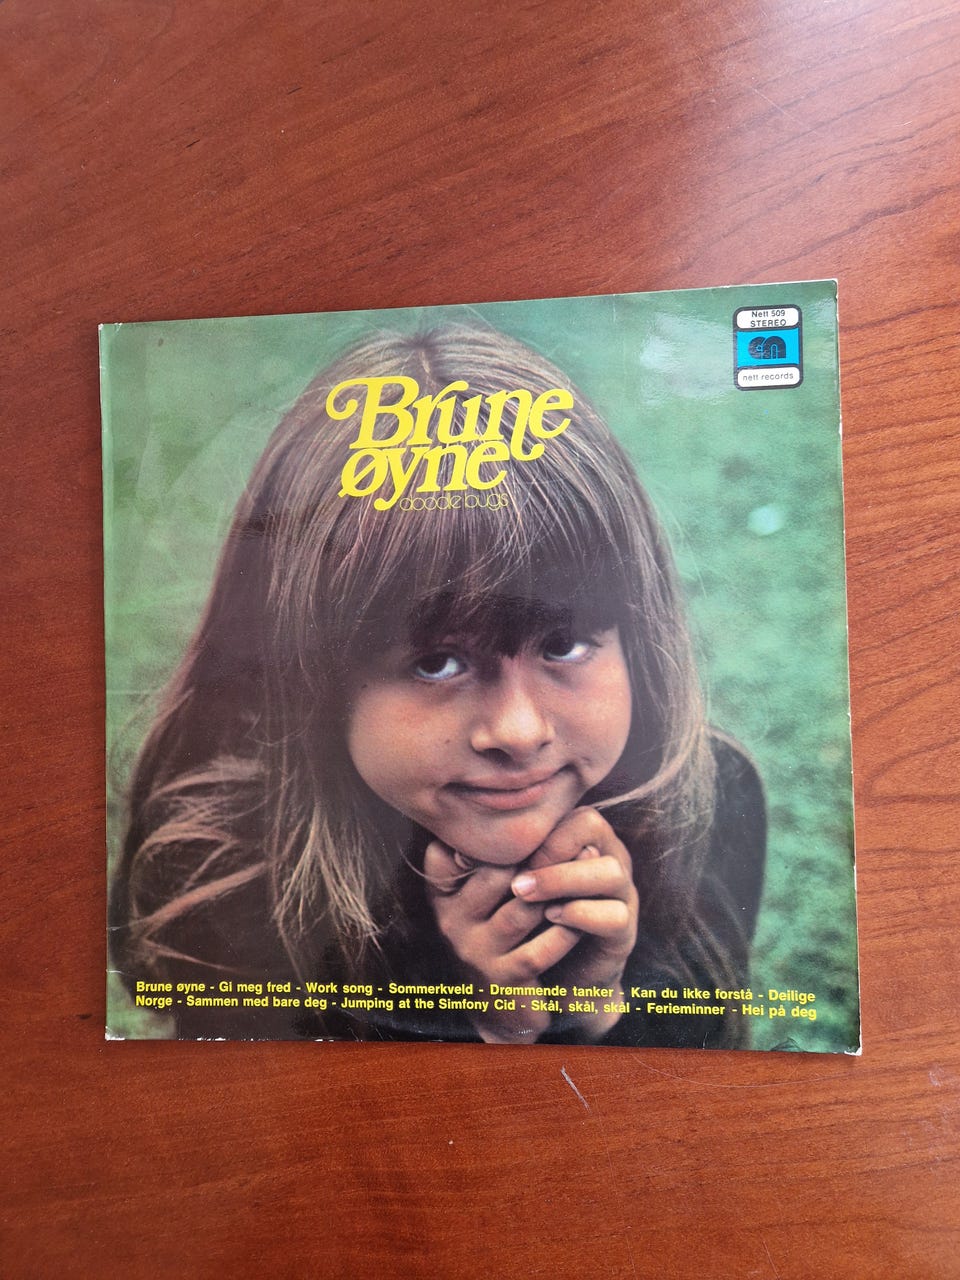 Nett 509
STEREO
nett records
Brune
øyne
doodle bugs
Brune øyne - Gi meg fred - Work song - Sommerkveld - Drømmende tanker - Kan du ikke forstå - Deilige
Norge - Sammen med bare deg - Jumping at the Simfony Cid - Skål, skål, skål - Ferieminner - Hei på deg